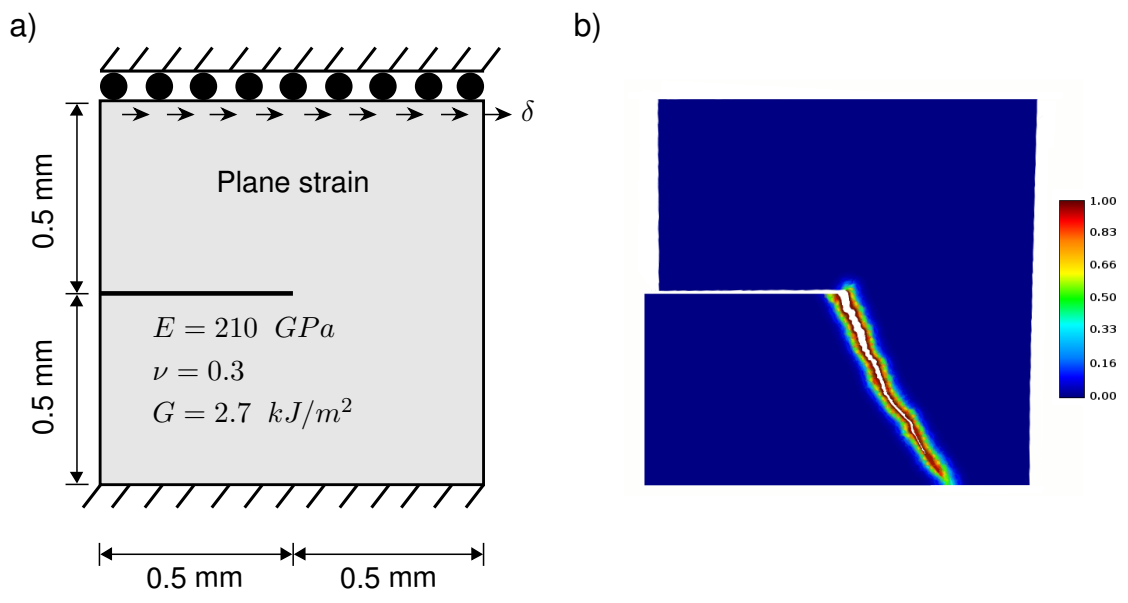 a)
δ
Plane strain
0.5 mm
0.5 mm
E = 210 GPa
ν = 0.3
G = 2.7 kJ/m²
0.5 mm
0.5 mm
b)
1.00
0.83
0.66
0.50
0.33
0.16
0.00